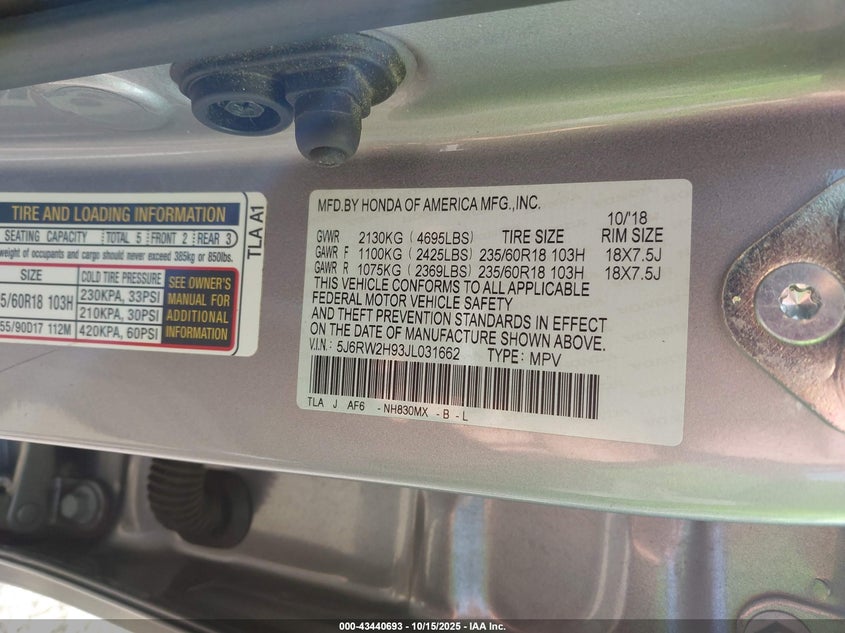 TIRE AND LOADING INFORMATION
SEATING CAPACITY TOTAL 5 FRONT 2 REAR 3
weight of occupants and cargo should never exceed 385kg or 850lbs.
SIZE COLD TIRE PRESSURE
5/60R18 103H 230KPA, 33PSI
210KPA, 30PSI
55/90D17 112M 420KPA, 60PSI
SEE OWNER'S
MANUAL FOR
ADDITIONAL
INFORMATION
TLA A1
MFD.BY HONDA OF AMERICA MFG.,INC.
10/'18
GVWR 2130KG (4695LBS) TIRE SIZE RIM SIZE
GAWR F 1100KG (2425LBS) 235/60R18 103H 18X7.5J
GAWR R 1075KG (2369LBS) 235/60R18 103H 18X7.5J
THIS VEHICLE CONFORMS TO ALL APPLICABLE
FEDERAL MOTOR VEHICLE SAFETY
AND THEFT PREVENTION STANDARDS IN EFFECT
ON THE DATE OF MANUFACTURE SHOWN ABOVE.
V.I.N.: 5J6RW2H93JL031662 TYPE: MPV
TLA J AF6 -NH830MX -B -L
000-43440693 - 10/15/2025 - IAA Inc.